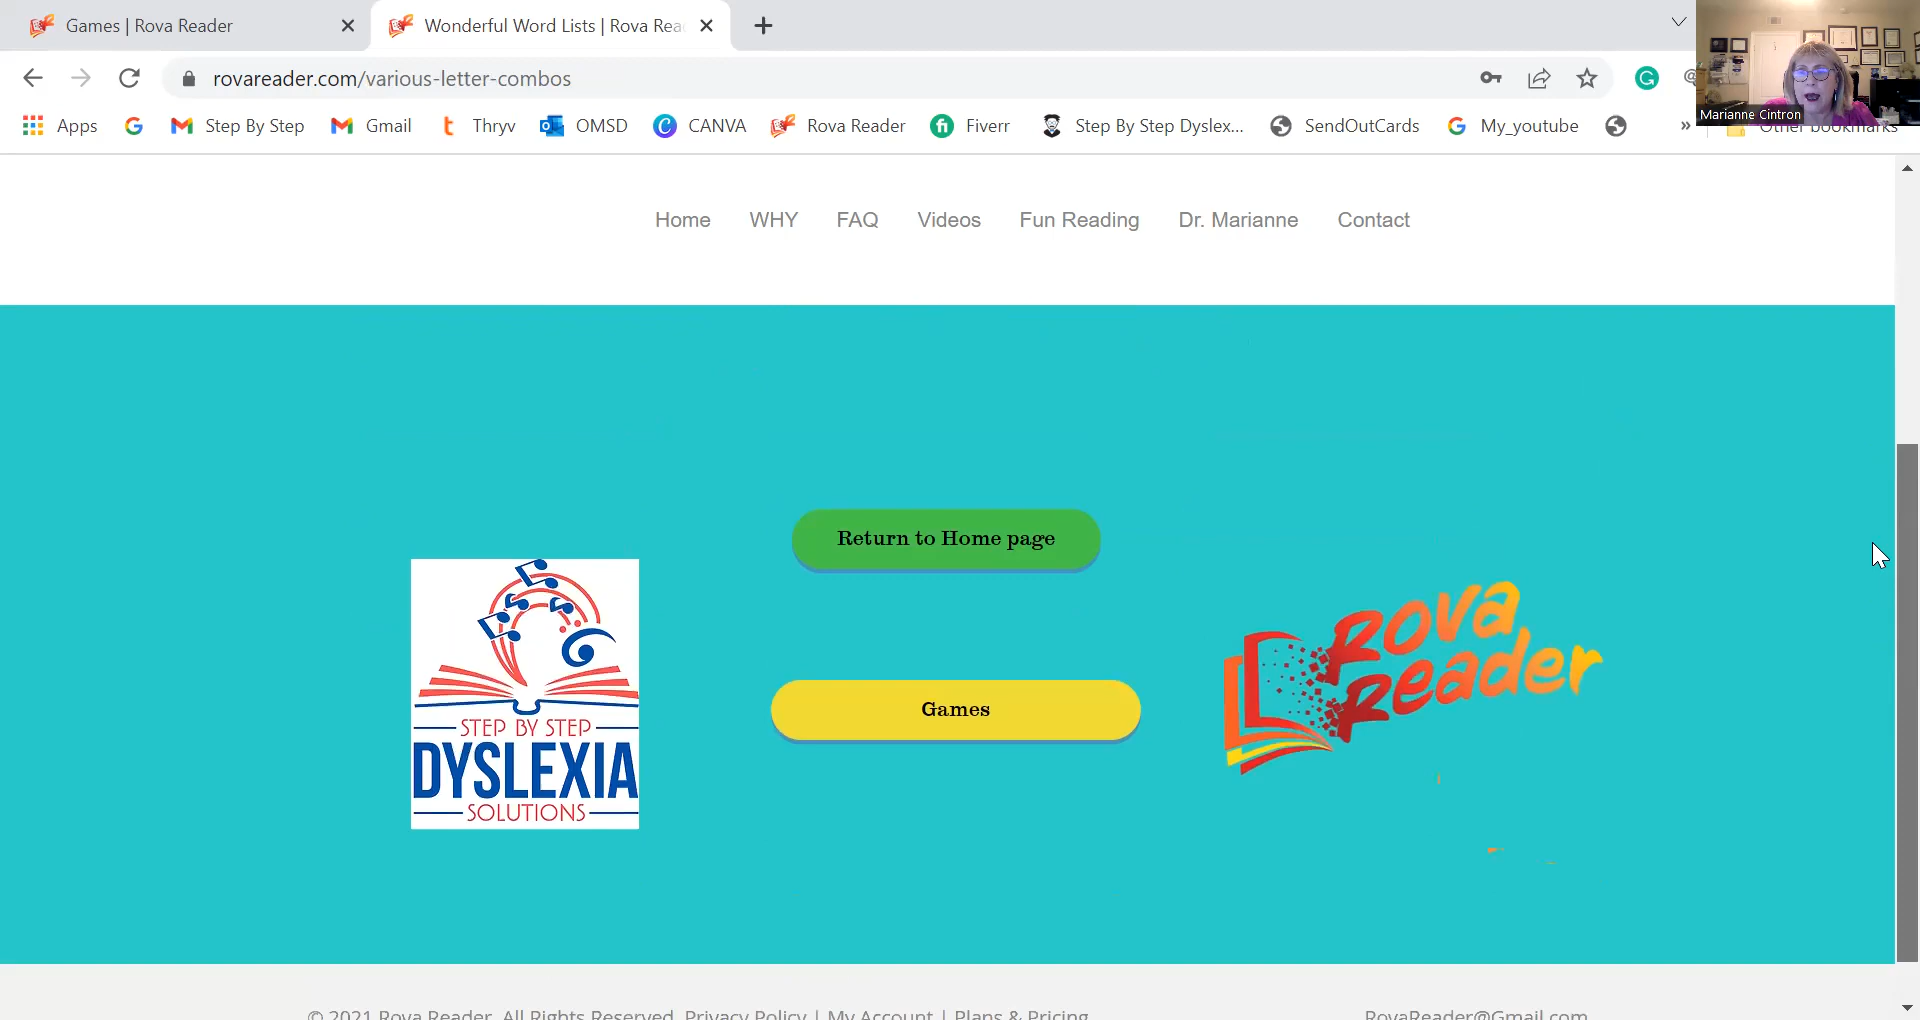 Games | Rova Reader
Wonderful Word Lists | Rova Rea
rovareader.com/various-letter-combos
Apps
Step By Step
Gmail
Thryv
OMSD
CANVA
Rova Reader
Fiverr
Step By Step Dyslex...
SendOutCards
My_youtube
Other bookmarks
Marianne Cintron
Home WHY FAQ Videos Fun Reading Dr. Marianne Contact
Return to Home page
Games
STEP BY STEP
DYSLEXIA
SOLUTIONS
Rova
Reader
© 2021 Rova Reader. All Rights Reserved. Privacy Policy | My Account | Plans & Pricing
RovaReader@Gmail.com